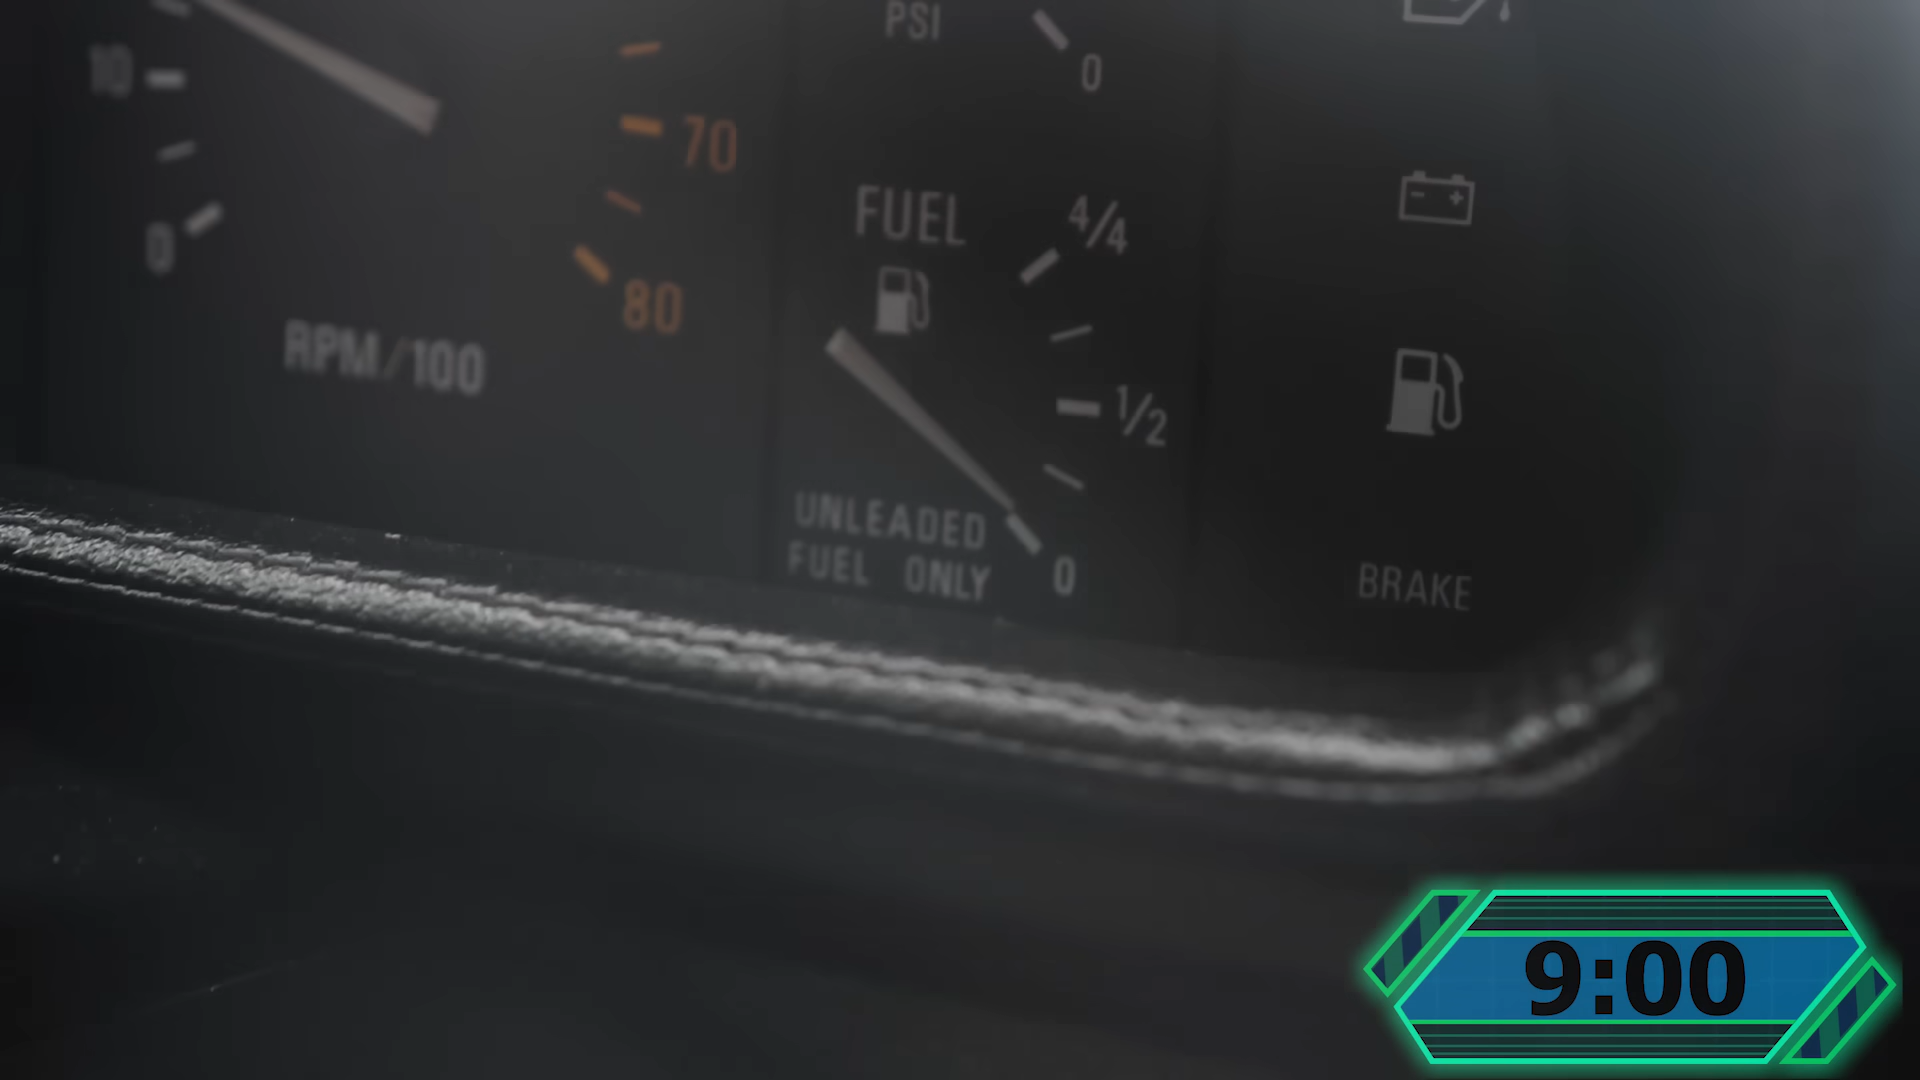 PSI
0
10
70
0
80
RPM/100
FUEL
4/4
1/2
UNLEADED
FUEL ONLY
0
- +
BRAKE
9:00